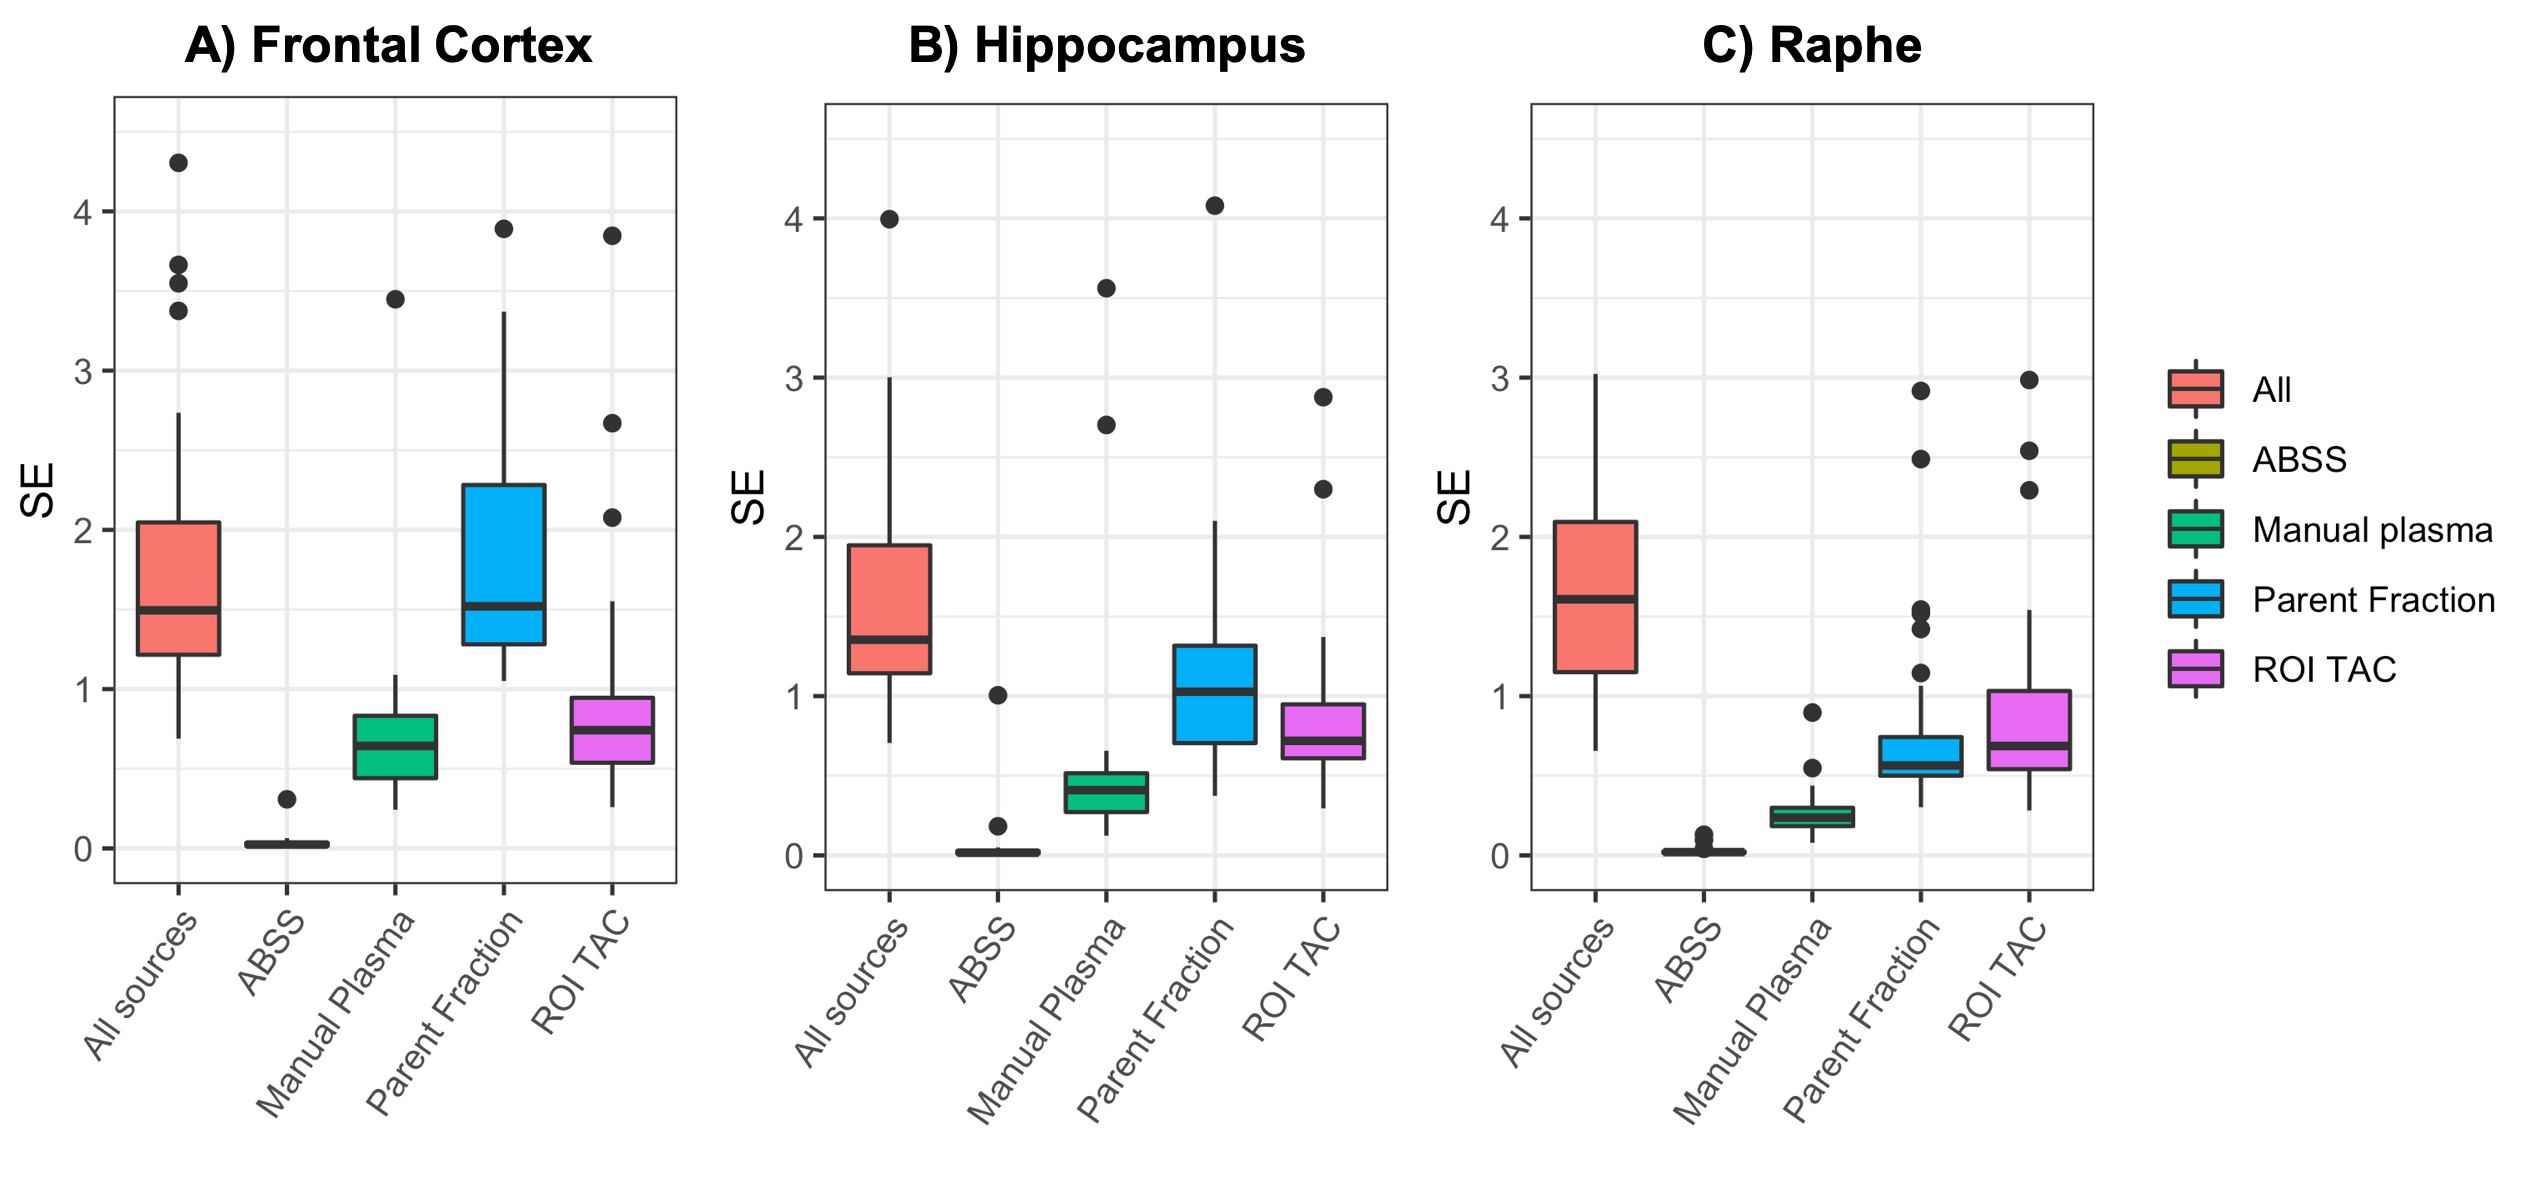 A) Frontal Cortex
SE
4
3
2
1
0
All sources
ABSS
Manual Plasma
Parent Fraction
ROI TAC
B) Hippocampus
SE
4
3
2
1
0
All sources
ABSS
Manual Plasma
Parent Fraction
ROI TAC
C) Raphe
SE
4
3
2
1
0
All sources
ABSS
Manual Plasma
Parent Fraction
ROI TAC
All
ABSS
Manual plasma
Parent Fraction
ROI TAC